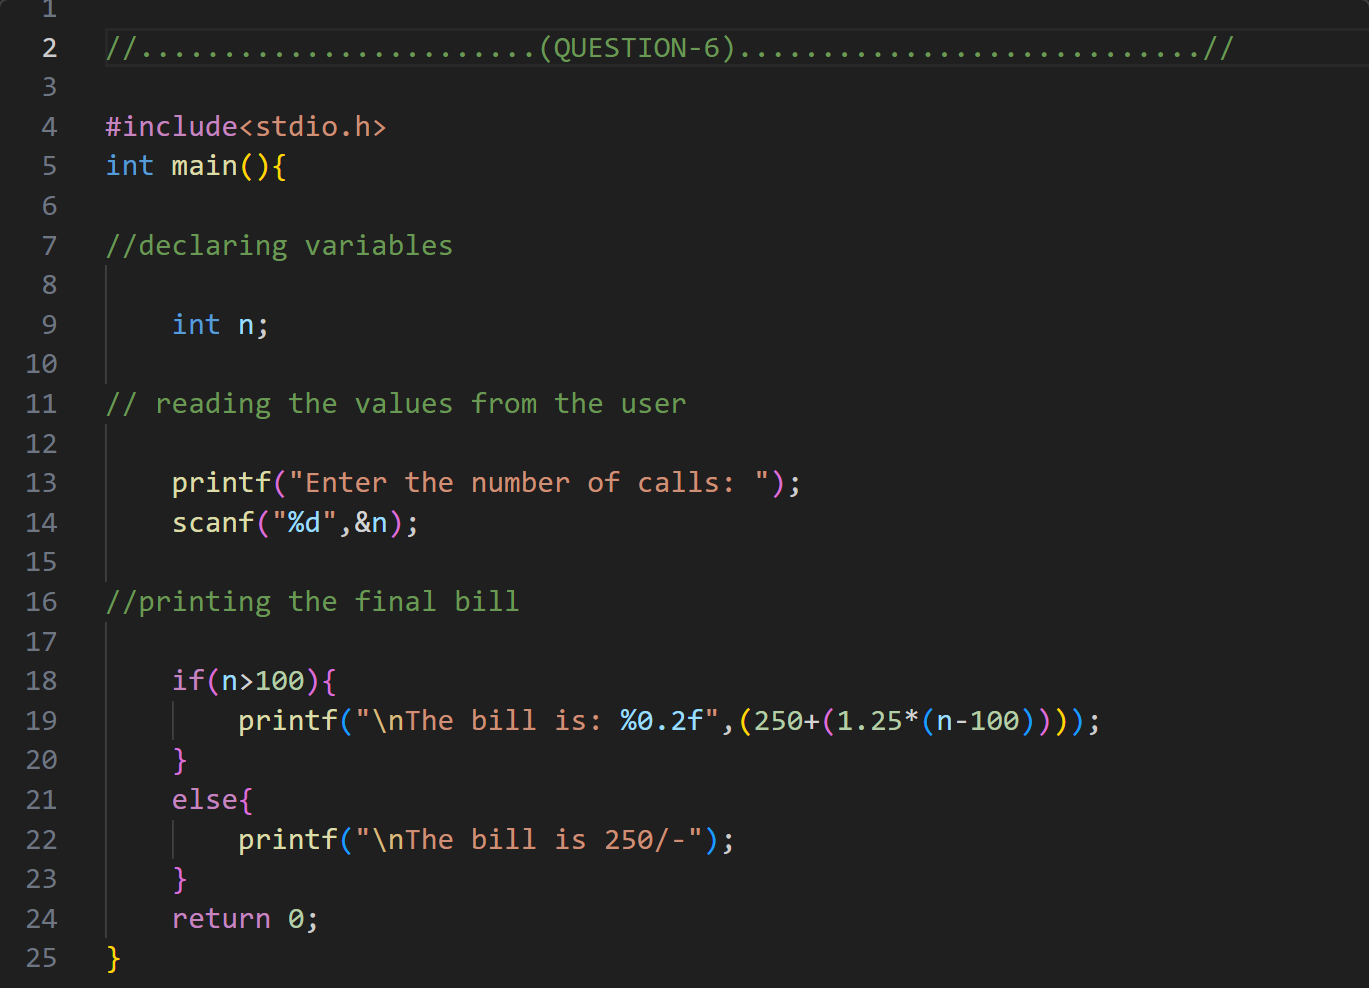 1
2 //........................(QUESTION-6)............................//
3
4 #include<stdio.h>
5 int main(){
6
7 //declaring variables
8
9     int n;
10
11 // reading the values from the user
12
13     printf("Enter the number of calls: ");
14     scanf("%d",&n);
15
16 //printing the final bill
17
18     if(n>100){
19         printf("\nThe bill is: %0.2f",(250+(1.25*(n-100))));
20     }
21     else{
22         printf("\nThe bill is 250/-");
23     }
24     return 0;
25 }